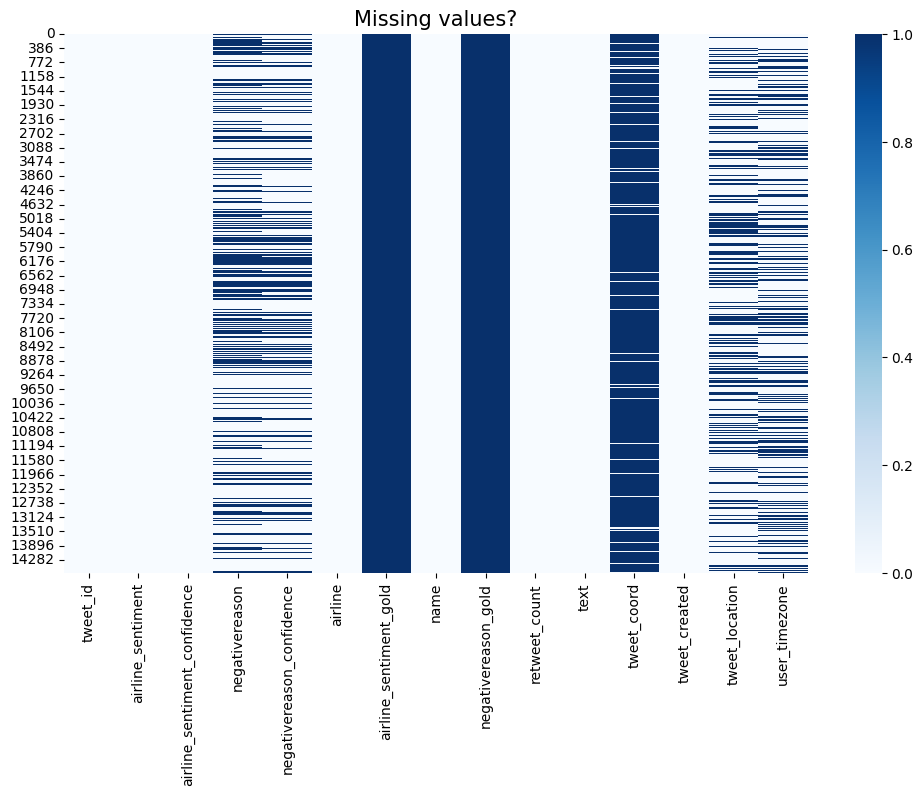 Missing values?
0
386
772
1158
1544
1930
2316
2702
3088
3474
3860
4246
4632
5018
5404
5790
6176
6562
6948
7334
7720
8106
8492
8878
9264
9650
10036
10422
10808
11194
11580
11966
12352
12738
13124
13510
13896
14282
1.0
0.8
0.6
0.4
0.2
0.0
tweet_id
airline_sentiment
airline_sentiment_confidence
negativereason
negativereason_confidence
airline
airline_sentiment_gold
name
negativereason_gold
retweet_count
text
tweet_coord
tweet_created
tweet_location
user_timezone